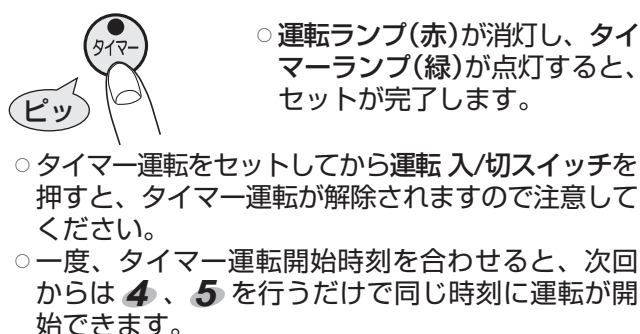 タイマー
ピッ
○運転ランプ(赤)が消灯し、タイ
マーランプ(緑)が点灯すると、
セットが完了します。
○タイマー運転をセットしてから運転 入/切スイッチを
押すと、タイマー運転が解除されますので注意して
ください。
○一度、タイマー運転開始時刻を合わせると、次回
からは 4 、 5 を行うだけで同じ時刻に運転が開
始できます。